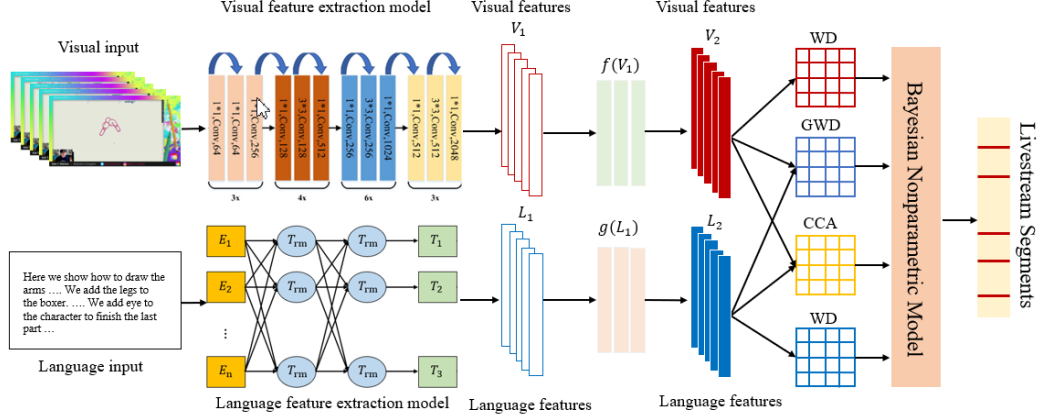 Visual feature extraction model
Visual features
Visual features
Visual input
V₁
V₂
WD
f(V₁)
1*1,Conv,64
1*1,Conv,64
1*1,Conv,256
1*1,Conv,128
3*3,Conv,128
1*1,Conv,512
1*1,Conv,256
3*3,Conv,256
1*1,Conv,1024
1*1,Conv,512
3*3,Conv,512
1*1,Conv,2048
3x
4x
6x
3x
GWD
CCA
WD
Bayesian Nonparametric Model
Livestream Segments
E₁
Tᵣₘ
Tᵣₘ
T₁
L₁
g(L₁)
L₂
E₂
Tᵣₘ
Tᵣₘ
T₂
⋮
Eₙ
Tᵣₘ
Tᵣₘ
T₃
Here we show how to draw the
arms …. We add the legs to
the boxer. …. We add eye to
the character to finish the last
part …
Language input
Language feature extraction model
Language features
Language features